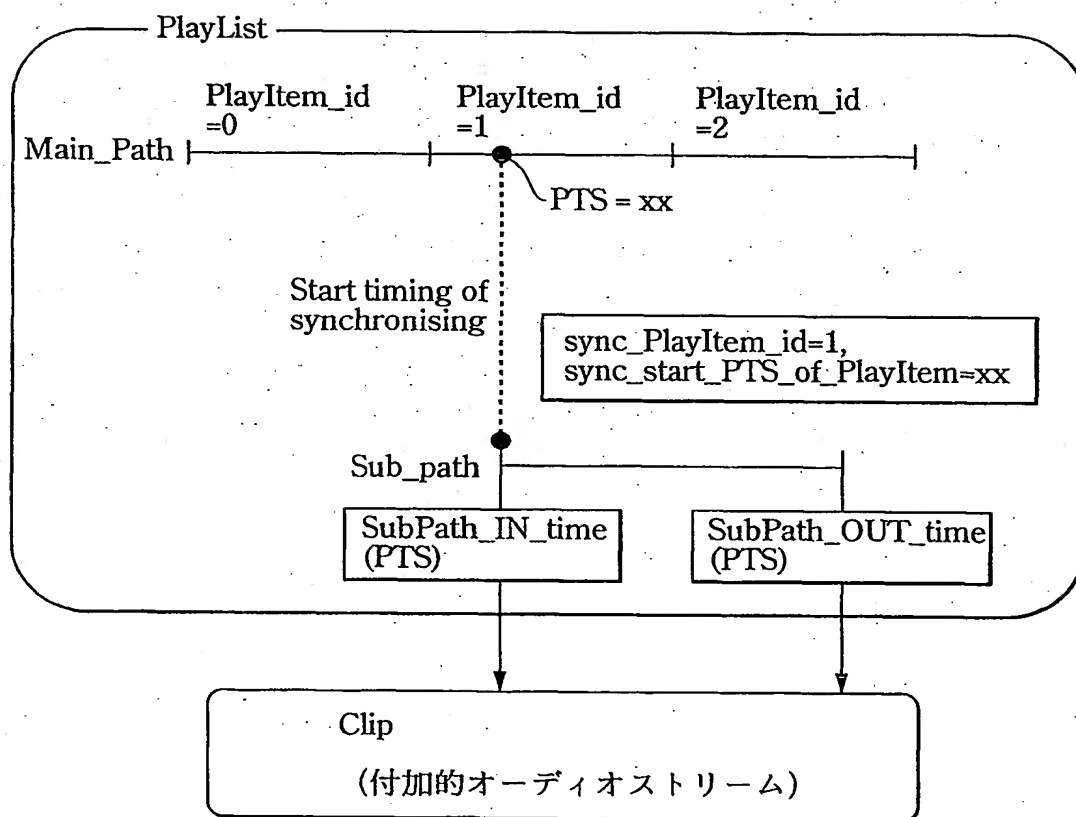 PlayList
PlayItem_id
=0
PlayItem_id
=1
PlayItem_id
=2
Main_Path
PTS = xx
Start timing of
synchronising
sync_PlayItem_id=1,
sync_start_PTS_of_PlayItem=xx
Sub_path
SubPath_IN_time
(PTS)
SubPath_OUT_time
(PTS)
Clip
(付加的オーディオストリーム)